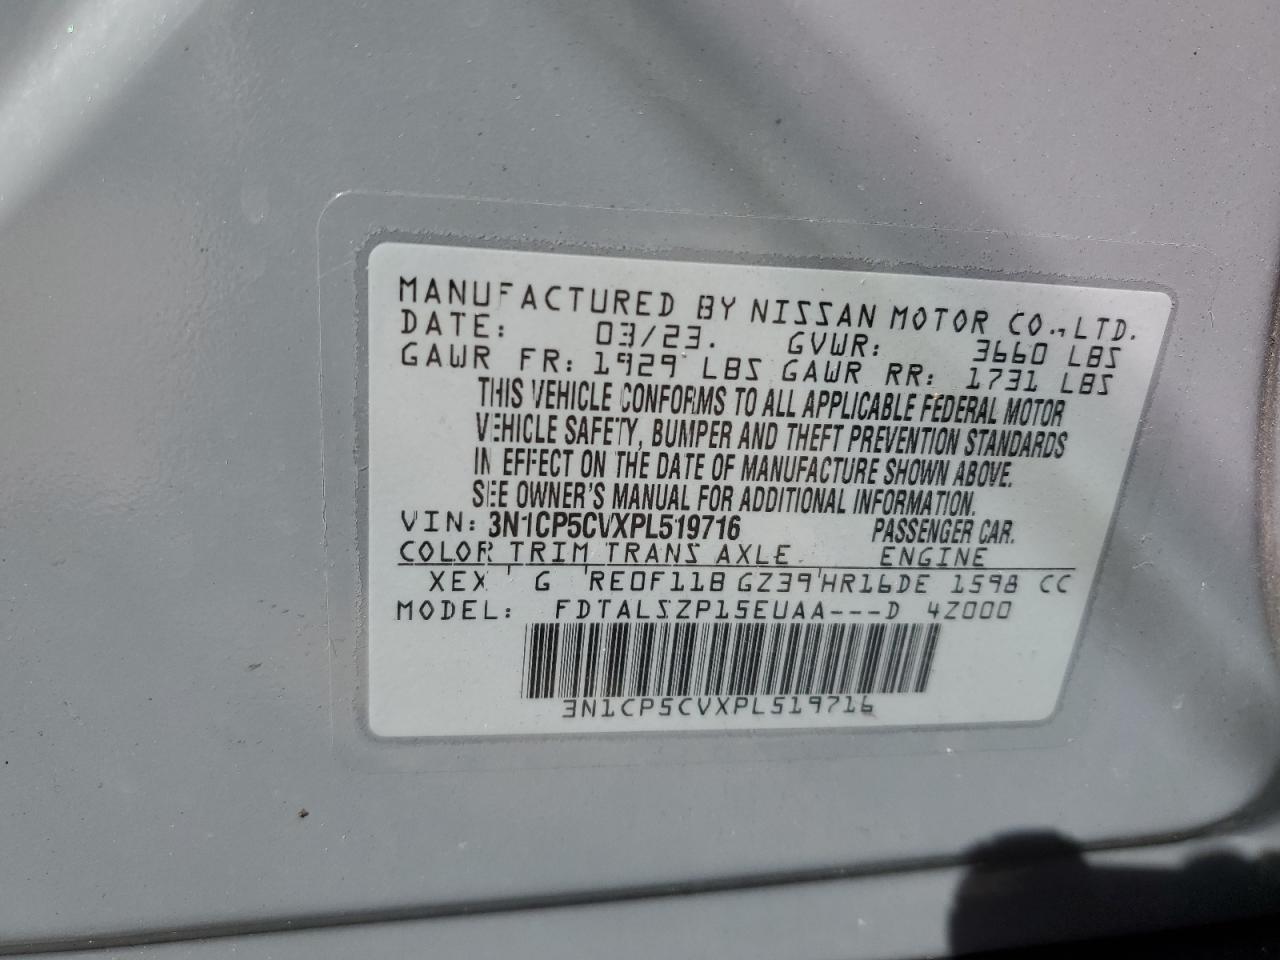 MANUFACTURED BY NISSAN MOTOR CO., LTD.
DATE: 03/23. GVWR: 3660 LBS
GAWR FR: 1929 LBS GAWR RR: 1731 LBS
THIS VEHICLE CONFORMS TO ALL APPLICABLE FEDERAL MOTOR
VEHICLE SAFETY, BUMPER AND THEFT PREVENTION STANDARDS
IN EFFECT ON THE DATE OF MANUFACTURE SHOWN ABOVE.
SEE OWNER'S MANUAL FOR ADDITIONAL INFORMATION.
VIN: 3N1CP5CVXPL519716 PASSENGER CAR.
COLOR TRIM TRANS AXLE ENGINE
XEX G RE0F11B GZ39 HR16DE 1598 CC
MODEL: FDTALSZP15EUAA---D 4Z000
3N1CP5CVXPL519716